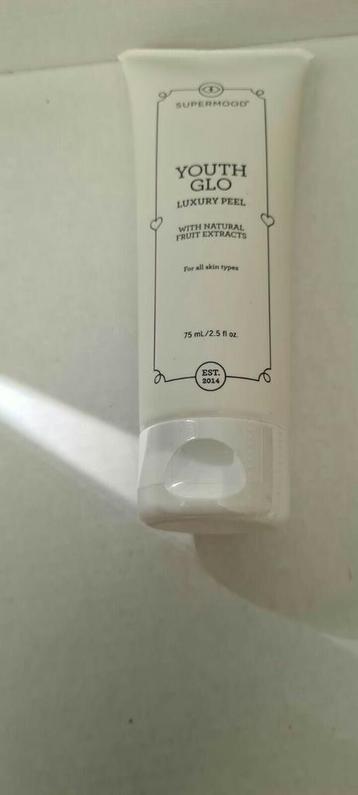 SUPERMOOD®
YOUTH
GLO
LUXURY PEEL
WITH NATURAL
FRUIT EXTRACTS
For all skin types
75 mL/2.5 fl oz.
EST.
2014